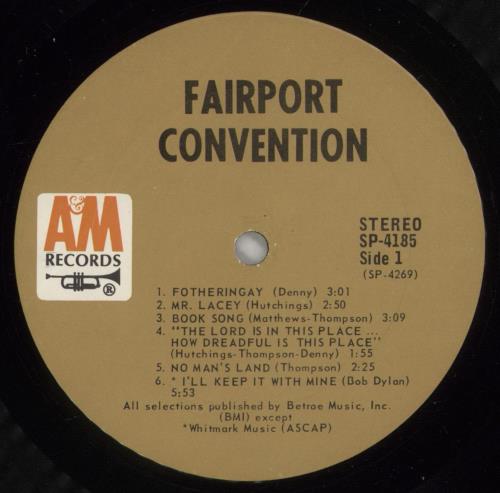 FAIRPORT
CONVENTION
A&M
RECORDS
®
STEREO
SP-4185
Side 1
(SP-4269)
1. FOTHERINGAY (Denny) 3:01
2. MR. LACEY (Hutchings) 2:50
3. BOOK SONG (Matthews-Thompson) 3:09
4. "THE LORD IS IN THIS PLACE ...
HOW DREADFUL IS THIS PLACE"
(Hutchings-Thompson-Denny) 1:55
5. NO MAN'S LAND (Thompson) 2:25
6. * I'LL KEEP IT WITH MINE (Bob Dylan)
5:53
All selections published by Betroe Music, Inc.
(BMI) except
*Whitmark Music (ASCAP)